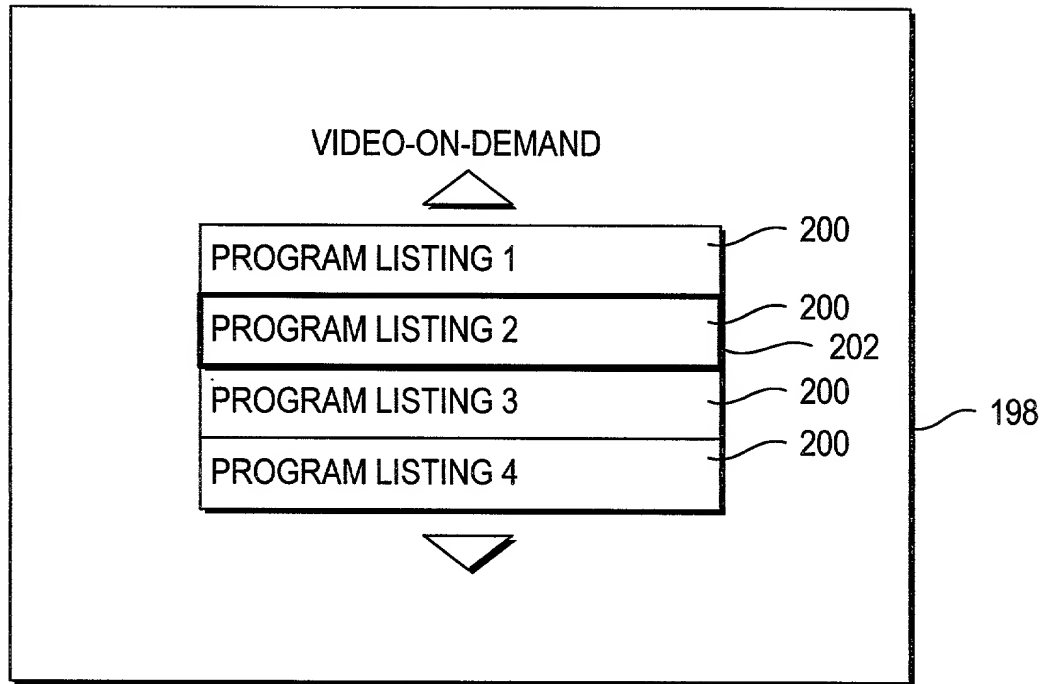 VIDEO-ON-DEMAND
PROGRAM LISTING 1
200
PROGRAM LISTING 2
200
202
PROGRAM LISTING 3
200
198
PROGRAM LISTING 4
200